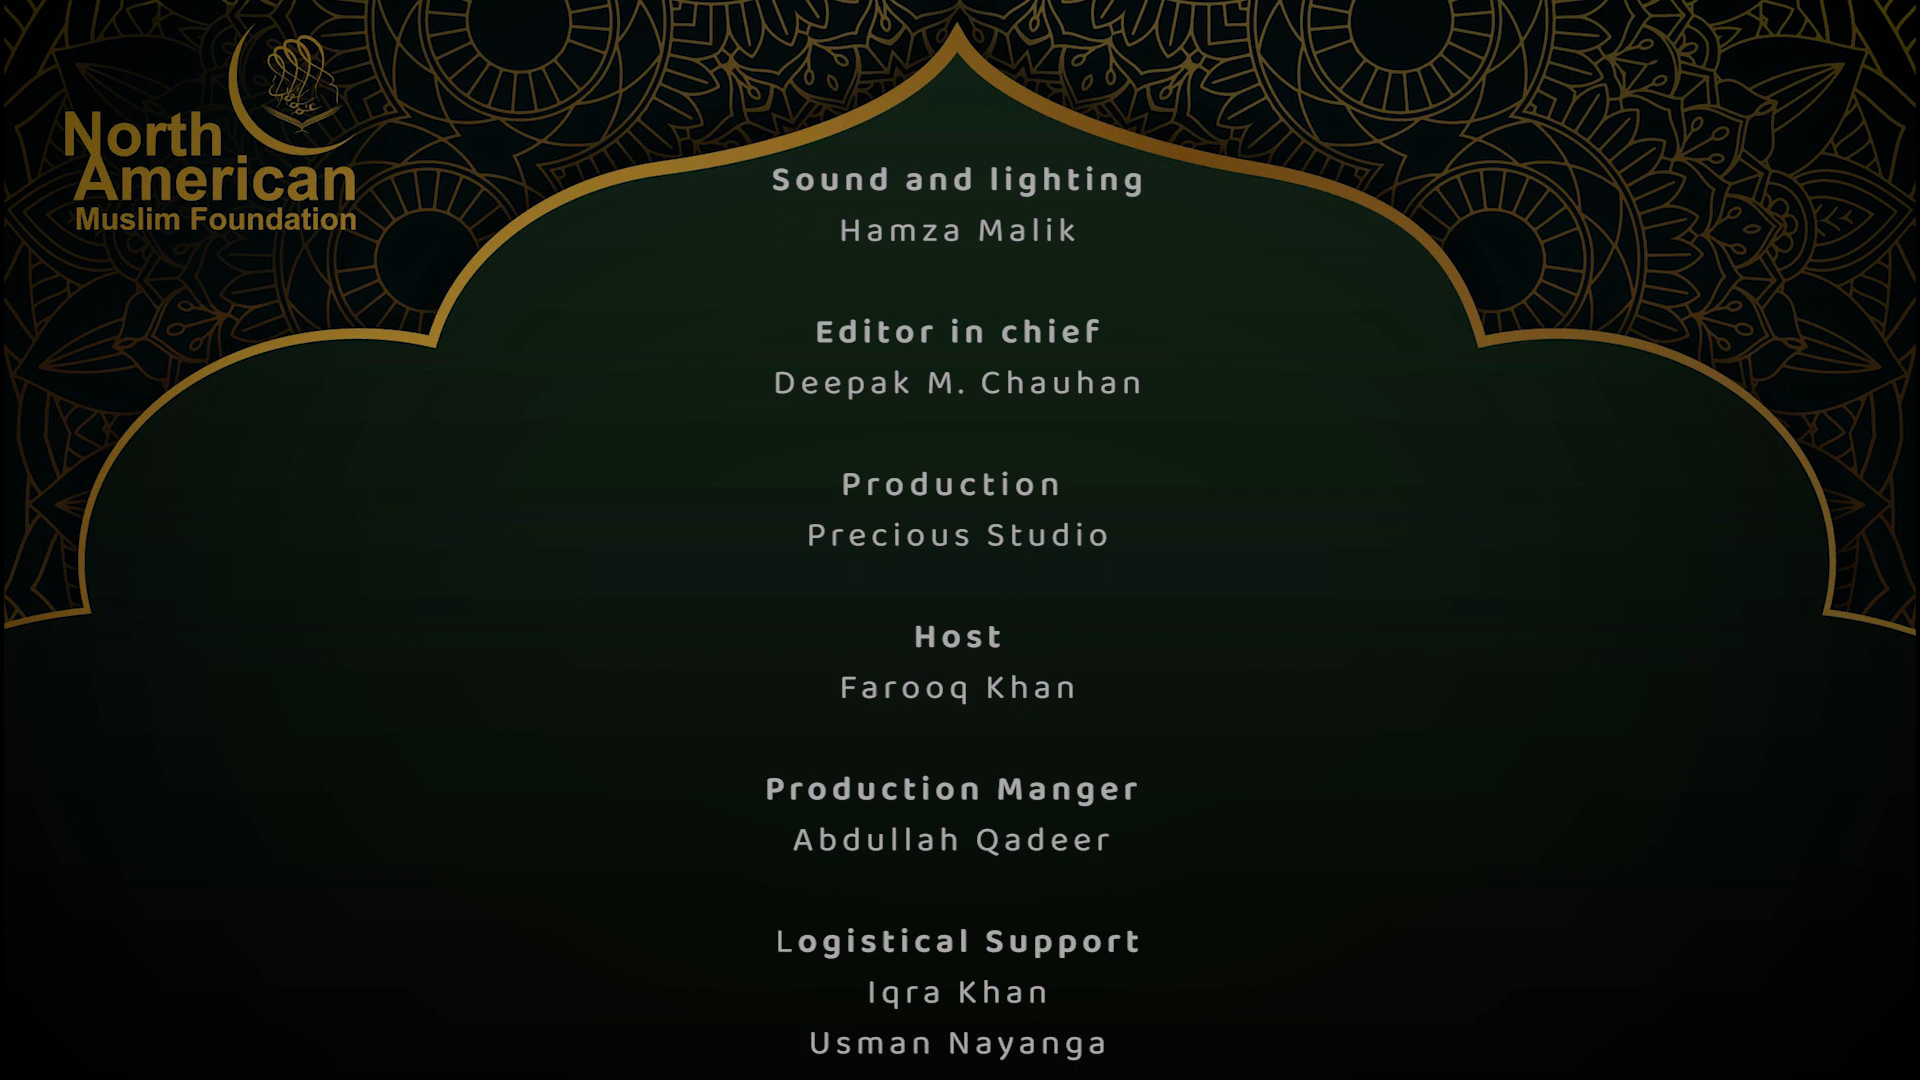 North
American
Muslim Foundation
Sound and lighting
Hamza Malik
Editor in chief
Deepak M. Chauhan
Production
Precious Studio
Host
Farooq Khan
Production Manger
Abdullah Qadeer
Logistical Support
Iqra Khan
Usman Nayanga